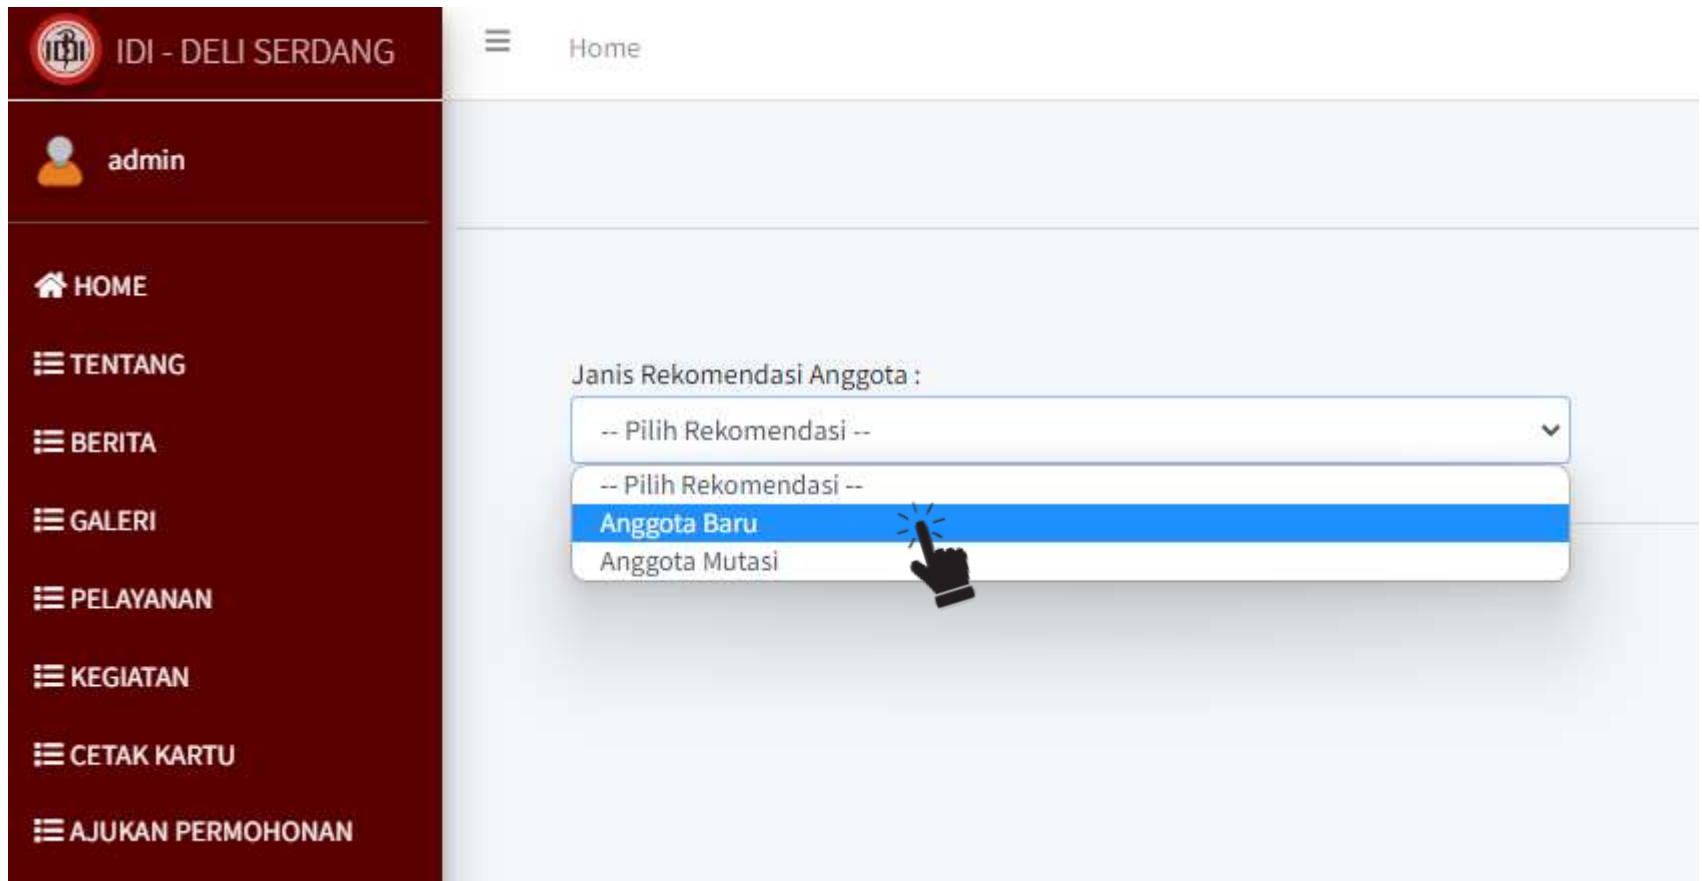 IDI - DELI SERDANG
Home
admin
HOME
TENTANG
BERITA
GALERI
PELAYANAN
KEGIATAN
CETAK KARTU
AJUKAN PERMOHONAN
Janis Rekomendasi Anggota :
-- Pilih Rekomendasi --
-- Pilih Rekomendasi --
Anggota Baru
Anggota Mutasi